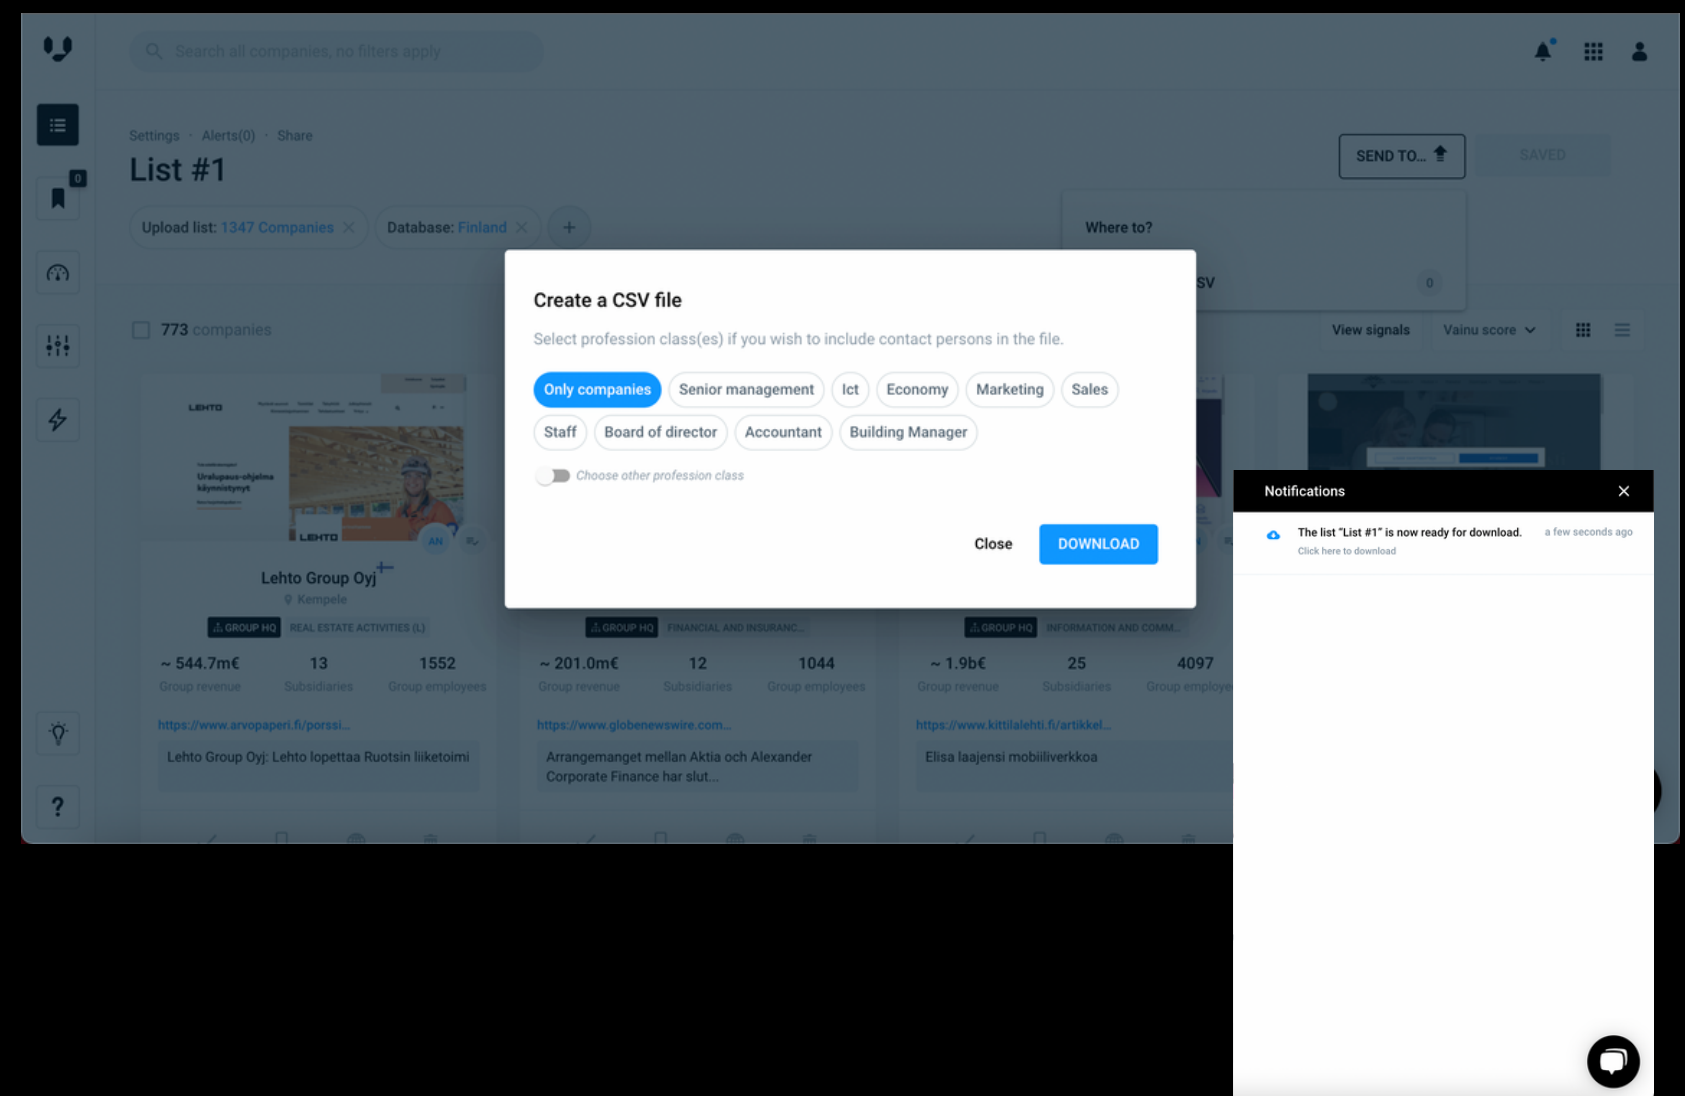 Search all companies, no filters apply
Settings · Alerts(0) · Share
List #1
SEND TO...
SAVED
0
Upload list: 1347 Companies
Database: Finland
+
Where to?
SV
0
773 companies
View signals
Vainu score
Create a CSV file
Select profession class(es) if you wish to include contact persons in the file.
Only companies
Senior management
Ict
Economy
Marketing
Sales
Staff
Board of director
Accountant
Building Manager
Choose other profession class
Close
DOWNLOAD
LEHTO
Uralupaus-ohjelma
käynnistynyt
LEHTO
AN
Lehto Group Oyj
Kempele
GROUP HQ
REAL ESTATE ACTIVITIES (L)
~ 544.7m€
13
1552
Group revenue
Subsidiaries
Group employees
https://www.arvopaperi.fi/porssi...
Lehto Group Oyj: Lehto lopettaa Ruotsin liiketoimi
GROUP HQ
FINANCIAL AND INSURANC...
~ 201.0m€
12
1044
Group revenue
Subsidiaries
Group employees
https://www.globenewswire.com...
Arrangemanget mellan Aktia och Alexander
Corporate Finance har slut...
GROUP HQ
INFORMATION AND COMM...
~ 1.9b€
25
4097
Group revenue
Subsidiaries
Group employe
https://www.kittilalehti.fi/artikkel...
Elisa laajensi mobiiliverkkoa
?
Notifications
The list “List #1” is now ready for download.
a few seconds ago
Click here to download